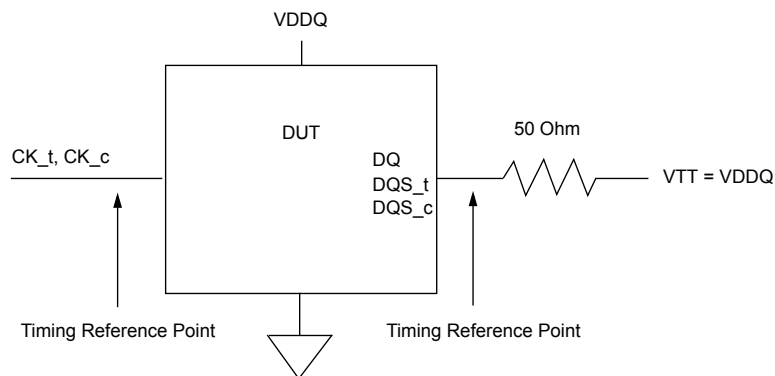 VDDQ
DUT
50 Ohm
CK_t, CK_c
DQ
DQS_t
DQS_c
VTT = VDDQ
Timing Reference Point
Timing Reference Point